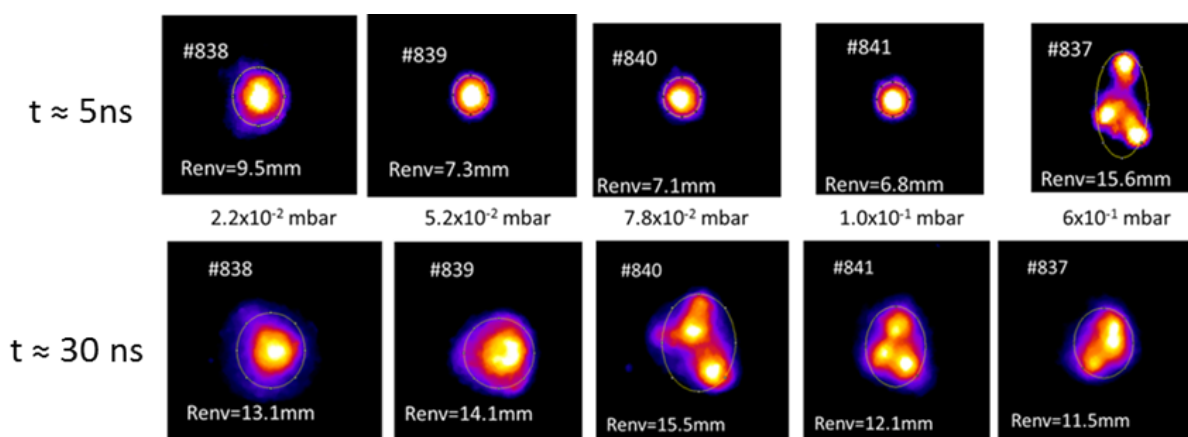 #838 #839 #840 #841 #837
t ≈ 5ns
Renv=9.5mm Renv=7.3mm Renv=7.1mm Renv=6.8mm Renv=15.6mm
2.2x10⁻² mbar 5.2x10⁻² mbar 7.8x10⁻² mbar 1.0x10⁻¹ mbar 6x10⁻¹ mbar
#838 #839 #840 #841 #837
t ≈ 30 ns
Renv=13.1mm Renv=14.1mm Renv=15.5mm Renv=12.1mm Renv=11.5mm